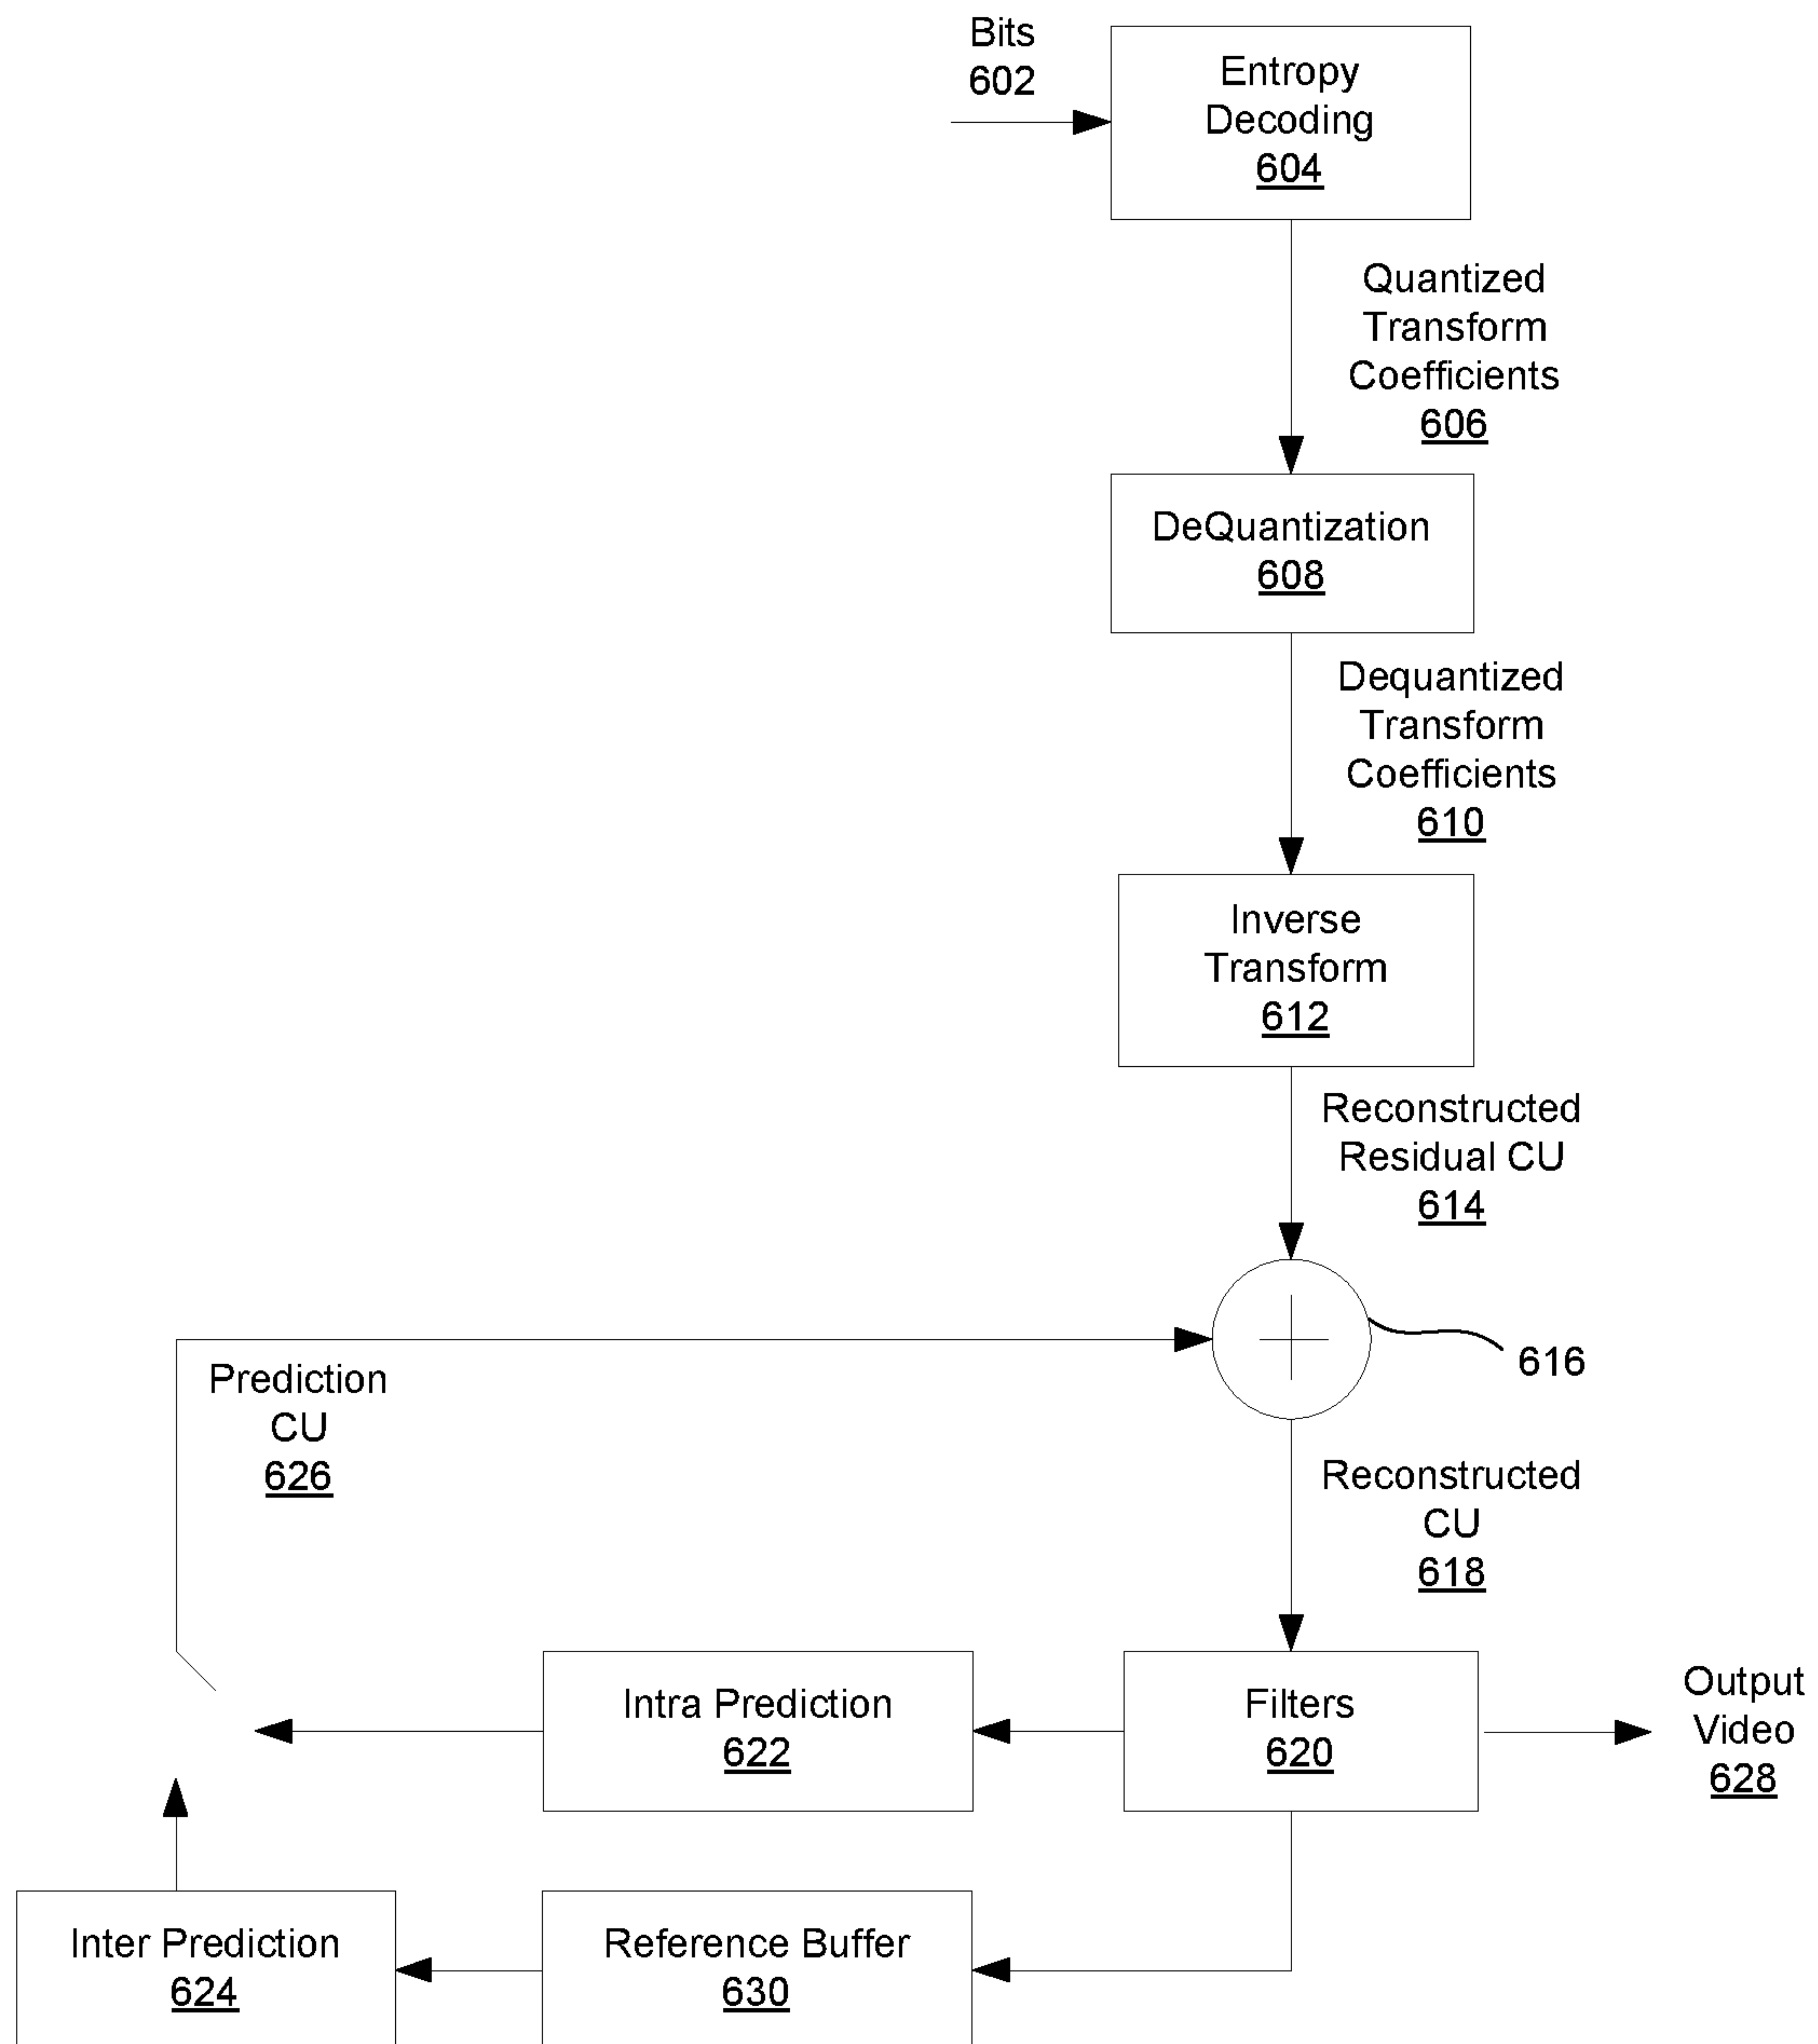 Bits
602
Entropy
Decoding
604
Quantized
Transform
Coefficients
606
DeQuantization
608
Dequantized
Transform
Coefficients
610
Inverse
Transform
612
Reconstructed
Residual CU
614
616
Prediction
CU
626
Reconstructed
CU
618
Intra Prediction
622
Filters
620
Output
Video
628
Inter Prediction
624
Reference Buffer
630